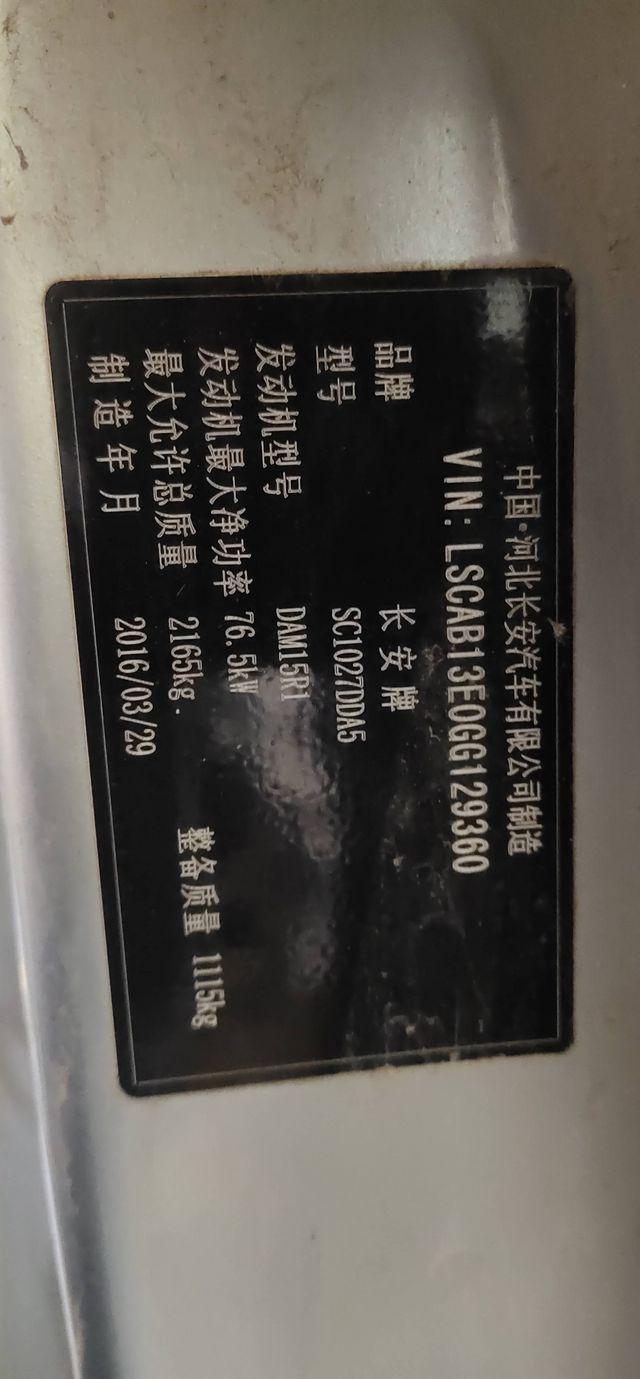 中国·河北长安汽车有限公司制造
VIN: LSCAB13E0GG129360
品牌 长安牌
型号 SC1027DDA5
发动机型号 DAM15R1
发动机最大净功率 76.5kW
最大允许总质量 2165kg. 整备质量 1115kg
制造年月 2016/03/29